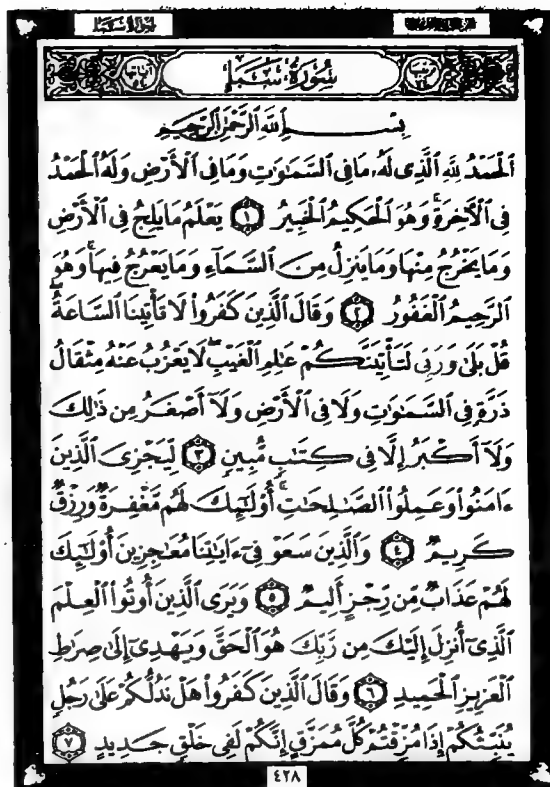 سُورَةُ سَبَإٍ
بِسْمِ ٱللَّهِ ٱلرَّحْمَٰنِ ٱلرَّحِيمِ
ٱلْحَمْدُ لِلَّهِ ٱلَّذِى لَهُۥ مَا فِى ٱلسَّمَٰوَٰتِ وَمَا فِى ٱلْأَرْضِ وَلَهُ ٱلْحَمْدُ
فِى ٱلْءَاخِرَةِ ۚ وَهُوَ ٱلْحَكِيمُ ٱلْخَبِيرُ ١ يَعْلَمُ مَا يَلِجُ فِى ٱلْأَرْضِ
وَمَا يَخْرُجُ مِنْهَا وَمَا يَنزِلُ مِنَ ٱلسَّمَآءِ وَمَا يَعْرُجُ فِيهَا ۚ وَهُوَ
ٱلرَّحِيمُ ٱلْغَفُورُ ٢ وَقَالَ ٱلَّذِينَ كَفَرُوا۟ لَا تَأْتِينَا ٱلسَّاعَةُ ۖ
قُلْ بَلَىٰ وَرَبِّى لَتَأْتِيَنَّكُمْ عَٰلِمِ ٱلْغَيْبِ ۖ لَا يَعْزُبُ عَنْهُ مِثْقَالُ
ذَرَّةٍ فِى ٱلسَّمَٰوَٰتِ وَلَا فِى ٱلْأَرْضِ وَلَآ أَصْغَرُ مِن ذَٰلِكَ
وَلَآ أَكْبَرُ إِلَّا فِى كِتَٰبٍ مُّبِينٍ ٣ لِّيَجْزِىَ ٱلَّذِينَ
ءَامَنُوا۟ وَعَمِلُوا۟ ٱلصَّٰلِحَٰتِ ۚ أُو۟لَٰٓئِكَ لَهُم مَّغْفِرَةٌ وَرِزْقٌ
كَرِيمٌ ٤ وَٱلَّذِينَ سَعَوْ فِىٓ ءَايَٰتِنَا مُعَٰجِزِينَ أُو۟لَٰٓئِكَ
لَهُمْ عَذَابٌ مِّن رِّجْزٍ أَلِيمٌ ٥ وَيَرَى ٱلَّذِينَ أُوتُوا۟ ٱلْعِلْمَ
ٱلَّذِىٓ أُنزِلَ إِلَيْكَ مِن رَّبِّكَ هُوَ ٱلْحَقَّ وَيَهْدِىٓ إِلَىٰ صِرَٰطِ
ٱلْعَزِيزِ ٱلْحَمِيدِ ٦ وَقَالَ ٱلَّذِينَ كَفَرُوا۟ هَلْ نَدُلُّكُمْ عَلَىٰ رَجُلٍ
يُنَبِّئُكُمْ إِذَا مُزِّقْتُمْ كُلَّ مُمَزَّقٍ إِنَّكُمْ لَفِى خَلْقٍ جَدِيدٍ ٧
٤٢٨